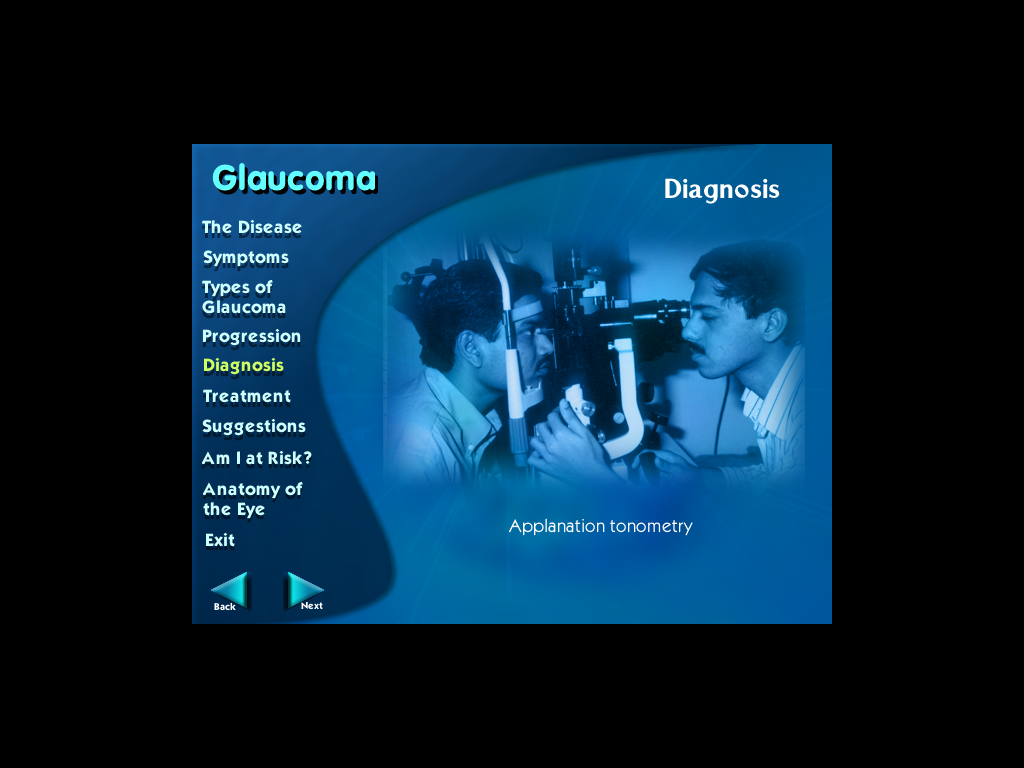 Glaucoma
Diagnosis
The Disease
Symptoms
Types of
Glaucoma
Progression
Diagnosis
Treatment
Suggestions
Am I at Risk?
Anatomy of
the Eye
Exit
Applanation tonometry
Back
Next